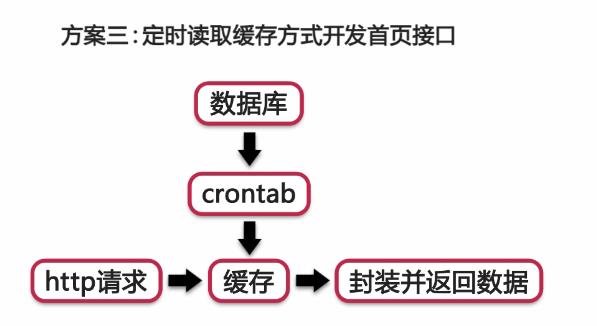 方案三:定时读取缓存方式开发首页接口
数据库
crontab
http请求
缓存
封装并返回数据